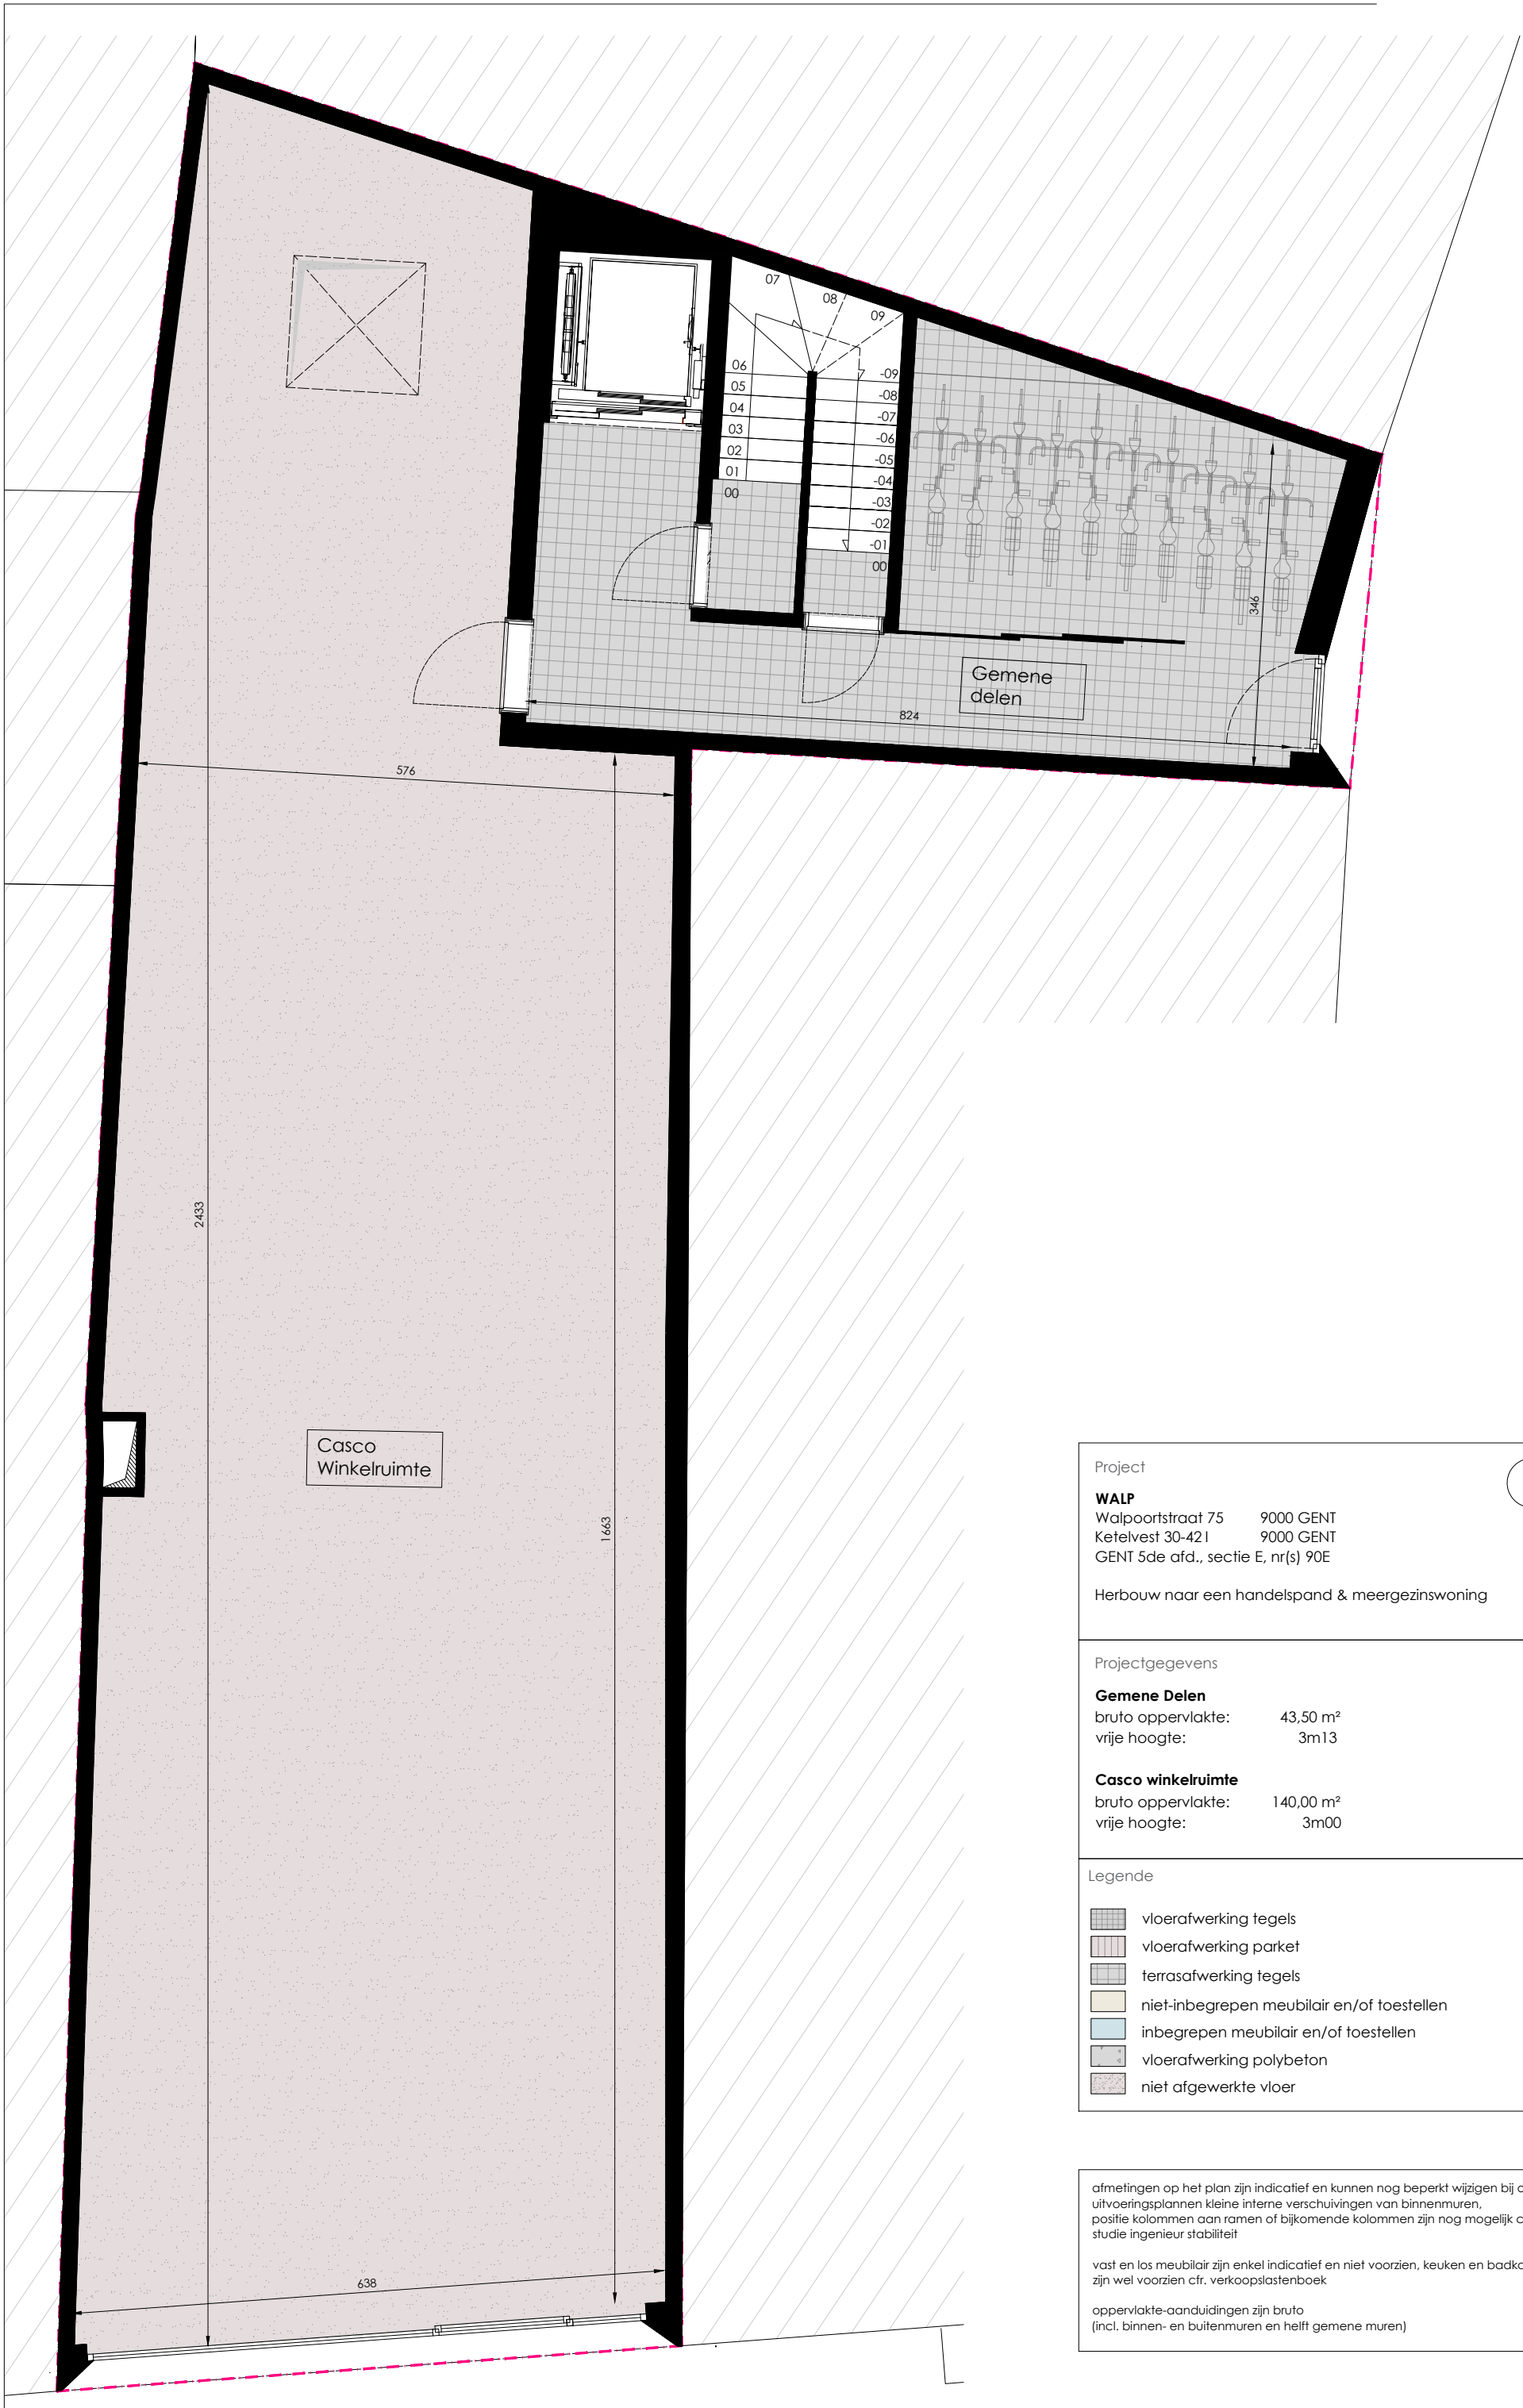 07
08
09
06
05
04
03
02
01
00
-09
-08
-07
-06
-05
-04
-03
-02
-01
00
346
Gemene
delen
824
576
2433
1663
Casco
Winkelruimte
638
Project
WALP
Walpoortstraat 75 9000 GENT
Ketelvest 30-42 I 9000 GENT
GENT 5de afd., sectie E, nr(s) 90E
Herbouw naar een handelspand & meergezinswoning
Projectgegevens
Gemene Delen
bruto oppervlakte: 43,50 m²
vrije hoogte: 3m13
Casco winkelruimte
bruto oppervlakte: 140,00 m²
vrije hoogte: 3m00
Legende
vloerafwerking tegels
vloerafwerking parket
terrasafwerking tegels
niet-inbegrepen meubilair en/of toestellen
inbegrepen meubilair en/of toestellen
vloerafwerking polybeton
niet afgewerkte vloer
afmetingen op het plan zijn indicatief en kunnen nog beperkt wijzigen bij
uitvoeringsplannen kleine interne verschuivingen van binnenmuren,
positie kolommen aan ramen of bijkomende kolommen zijn nog mogelijk
studie ingenieur stabiliteit
vast en los meubilair zijn enkel indicatief en niet voorzien, keuken en
zijn wel voorzien cfr. verkoopslastenboek
oppervlakte-aanduidingen zijn bruto
(incl. binnen- en buitenmuren en helft gemene muren)